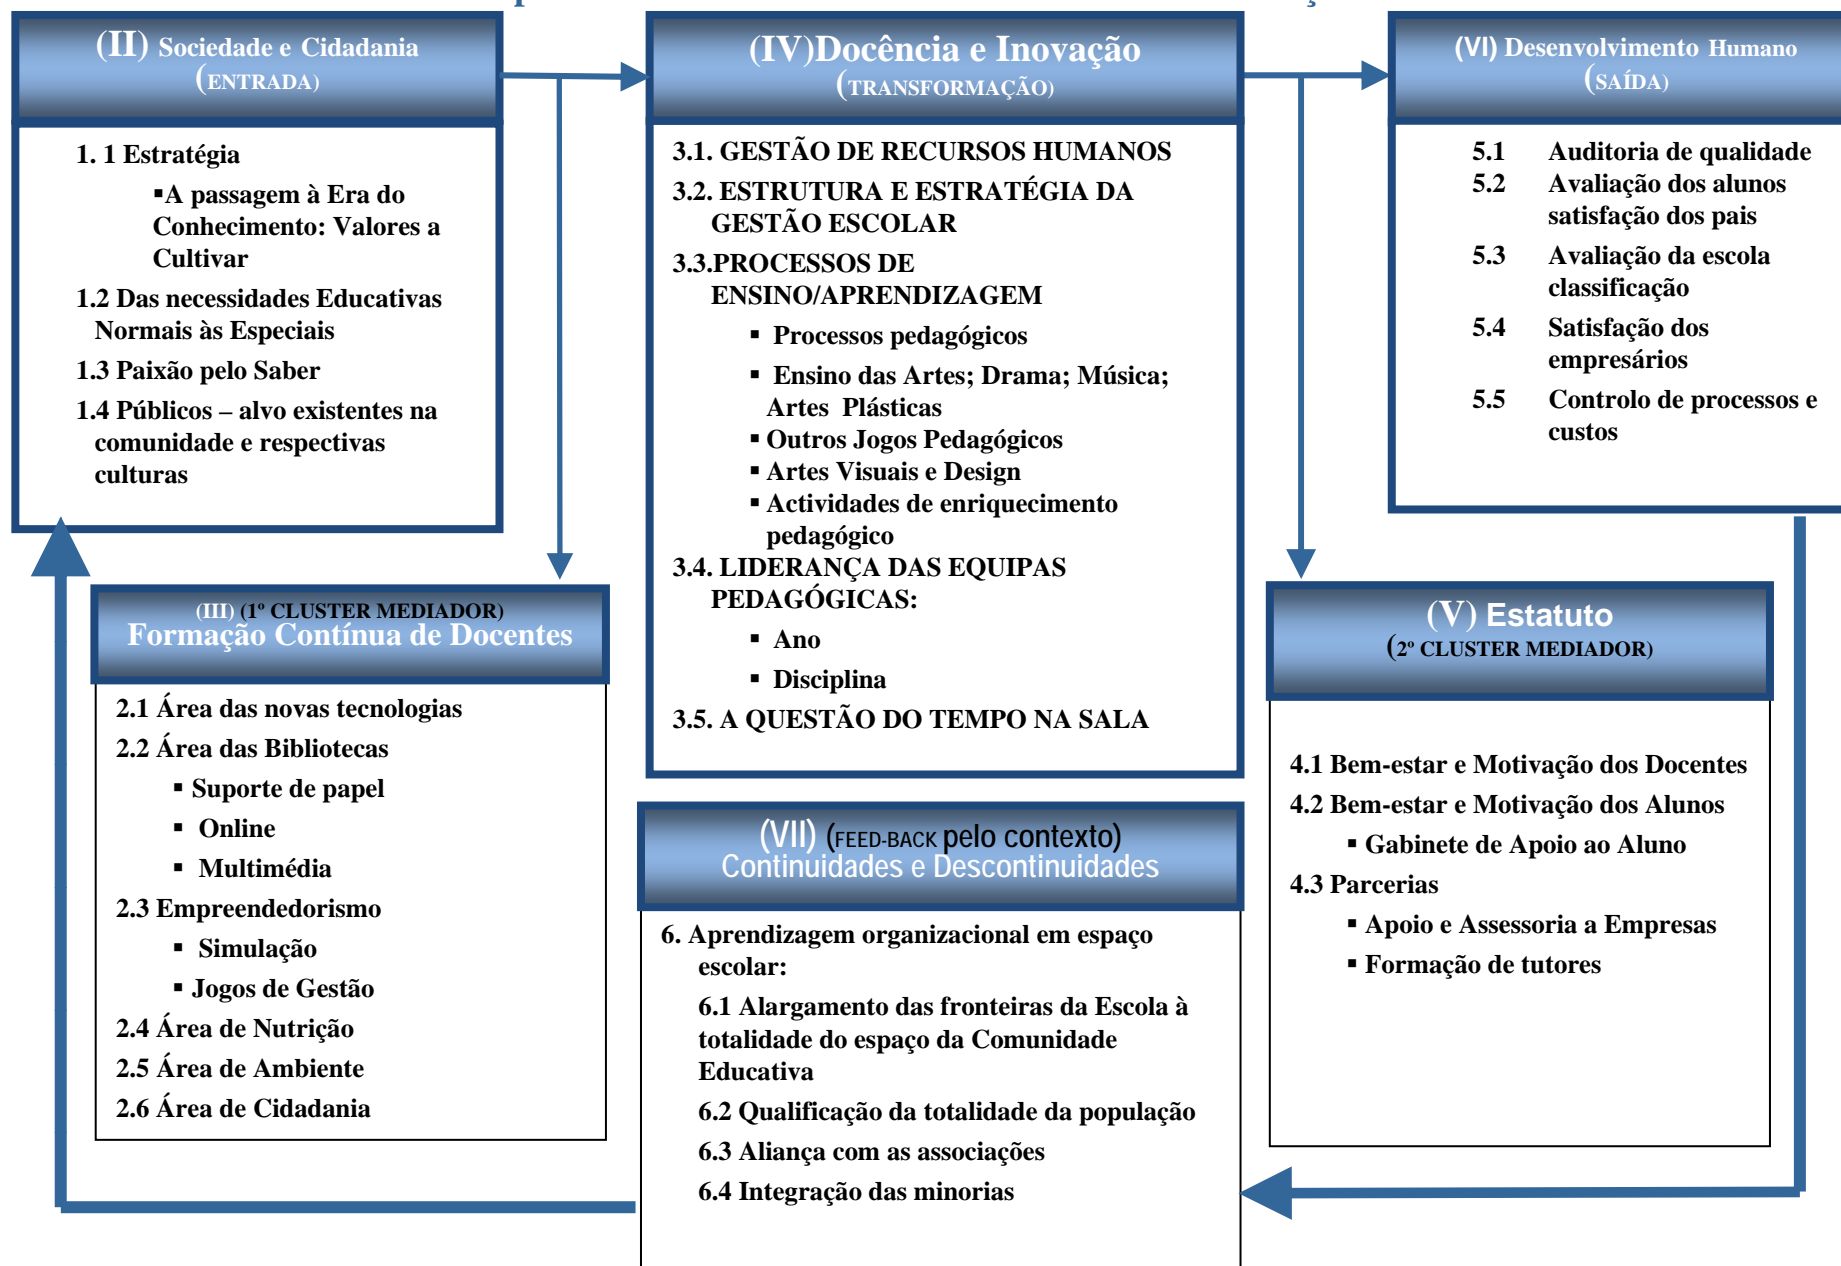 (II) Sociedade e Cidadania
(ENTRADA)
1. 1 Estratégia
▪A passagem à Era do
Conhecimento: Valores a
Cultivar
1.2 Das necessidades Educativas
Normais às Especiais
1.3 Paixão pelo Saber
1.4 Públicos – alvo existentes na
comunidade e respectivas
culturas
(III) (1º CLUSTER MEDIADOR)
Formação Contínua de Docentes
2.1 Área das novas tecnologias
2.2 Área das Bibliotecas
▪ Suporte de papel
▪ Online
▪ Multimédia
2.3 Empreendedorismo
▪ Simulação
▪ Jogos de Gestão
2.4 Área de Nutrição
2.5 Área de Ambiente
2.6 Área de Cidadania
(IV)Docência e Inovação
(TRANSFORMAÇÃO)
3.1. GESTÃO DE RECURSOS HUMANOS
3.2. ESTRUTURA E ESTRATÉGIA DA
GESTÃO ESCOLAR
3.3.PROCESSOS DE
ENSINO/APRENDIZAGEM
▪ Processos pedagógicos
▪ Ensino das Artes; Drama; Música;
Artes Plásticas
▪ Outros Jogos Pedagógicos
▪ Artes Visuais e Design
▪ Actividades de enriquecimento
pedagógico
3.4. LIDERANÇA DAS EQUIPAS
PEDAGÓGICAS:
▪ Ano
▪ Disciplina
3.5. A QUESTÃO DO TEMPO NA SALA
(VII) (FEED-BACK pelo contexto)
Continuidades e Descontinuidades
6. Aprendizagem organizacional em espaço
escolar:
6.1 Alargamento das fronteiras da Escola à
totalidade do espaço da Comunidade
Educativa
6.2 Qualificação da totalidade da população
6.3 Aliança com as associações
6.4 Integração das minorias
(VI) Desenvolvimento Humano
(SAÍDA)
5.1 Auditoria de qualidade
5.2 Avaliação dos alunos
satisfação dos pais
5.3 Avaliação da escola
classificação
5.4 Satisfação dos
empresários
5.5 Controlo de processos e
custos
(V) Estatuto
(2º CLUSTER MEDIADOR)
4.1 Bem-estar e Motivação dos Docentes
4.2 Bem-estar e Motivação dos Alunos
▪ Gabinete de Apoio ao Aluno
4.3 Parcerias
▪ Apoio e Assessoria a Empresas
▪ Formação de tutores